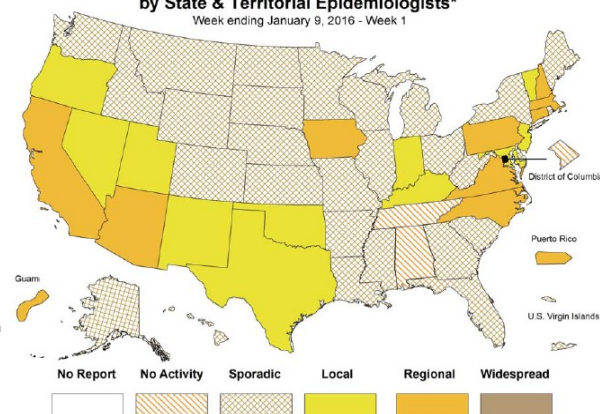 by State & Territorial Epidemiologists*
Week ending January 9, 2016 - Week 1
District of Columbia
Puerto Rico
Guam
U.S. Virgin Islands
No Report No Activity Sporadic Local Regional Widespread